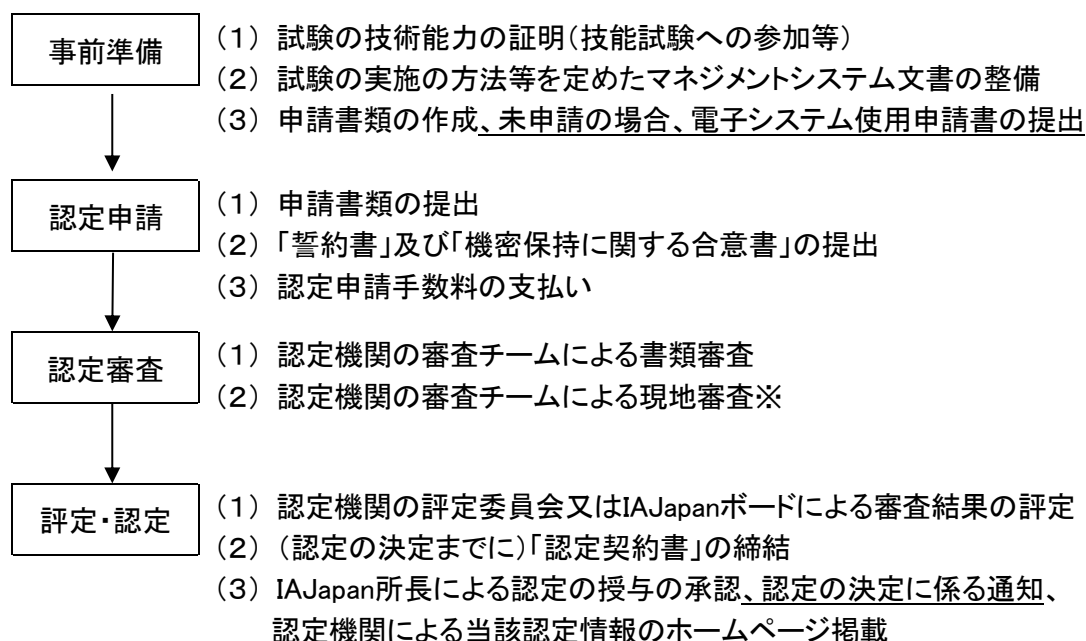 事前準備
（１） 試験の技術能力の証明（技能試験への参加等）
（２） 試験の実施の方法等を定めたマネジメントシステム文書の整備
（３） 申請書類の作成、未申請の場合、電子システム使用申請書の提出
認定申請
（１） 申請書類の提出
（２） 「誓約書」及び「機密保持に関する合意書」の提出
（３） 認定申請手数料の支払い
認定審査
（１） 認定機関の審査チームによる書類審査
（２） 認定機関の審査チームによる現地審査※
評定・認定
（１） 認定機関の評定委員会又はIAJapanボードによる審査結果の評定
（２） （認定の決定までに）「認定契約書」の締結
（３） IAJapan所長による認定の授与の承認、認定の決定に係る通知、
認定機関による当該認定情報のホームページ掲載